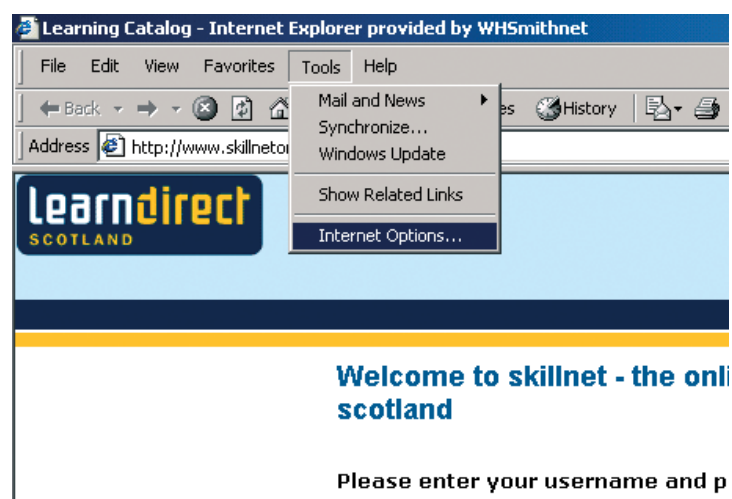 Learning Catalog - Internet Explorer provided by WHSmithnet
File Edit View Favorites Tools Help
Back History
Address http://www.skillneto
Mail and News
Synchronize...
Windows Update
Show Related Links
Internet Options...
learndirect
SCOTLAND
Welcome to skillnet - the onli
scotland
Please enter your username and p